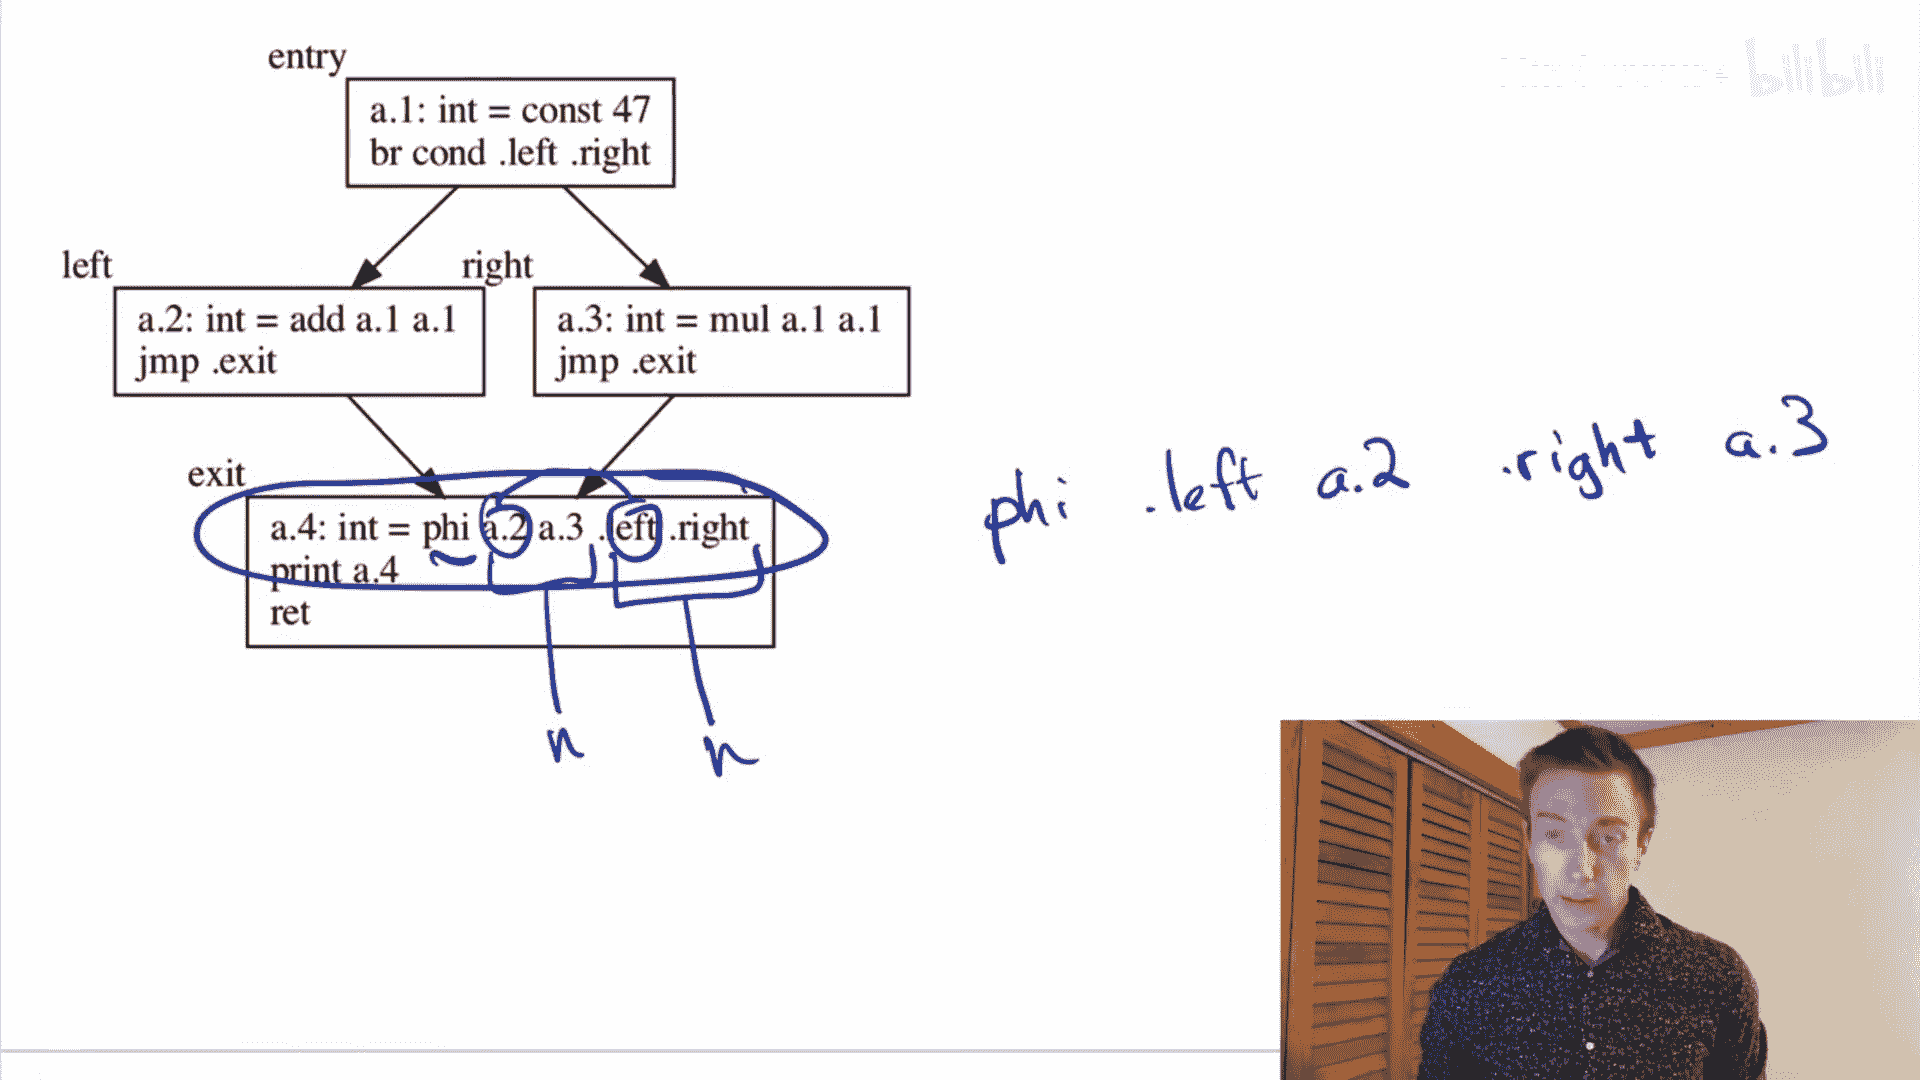 entry
a.1: int = const 47
br cond .left .right
left
right
a.2: int = add a.1 a.1
jmp .exit
a.3: int = mul a.1 a.1
jmp .exit
exit
a.4: int = phi a.2 a.3 .left .right
print a.4
ret
n
n
phi .left a.2 .right a.3
bilibili